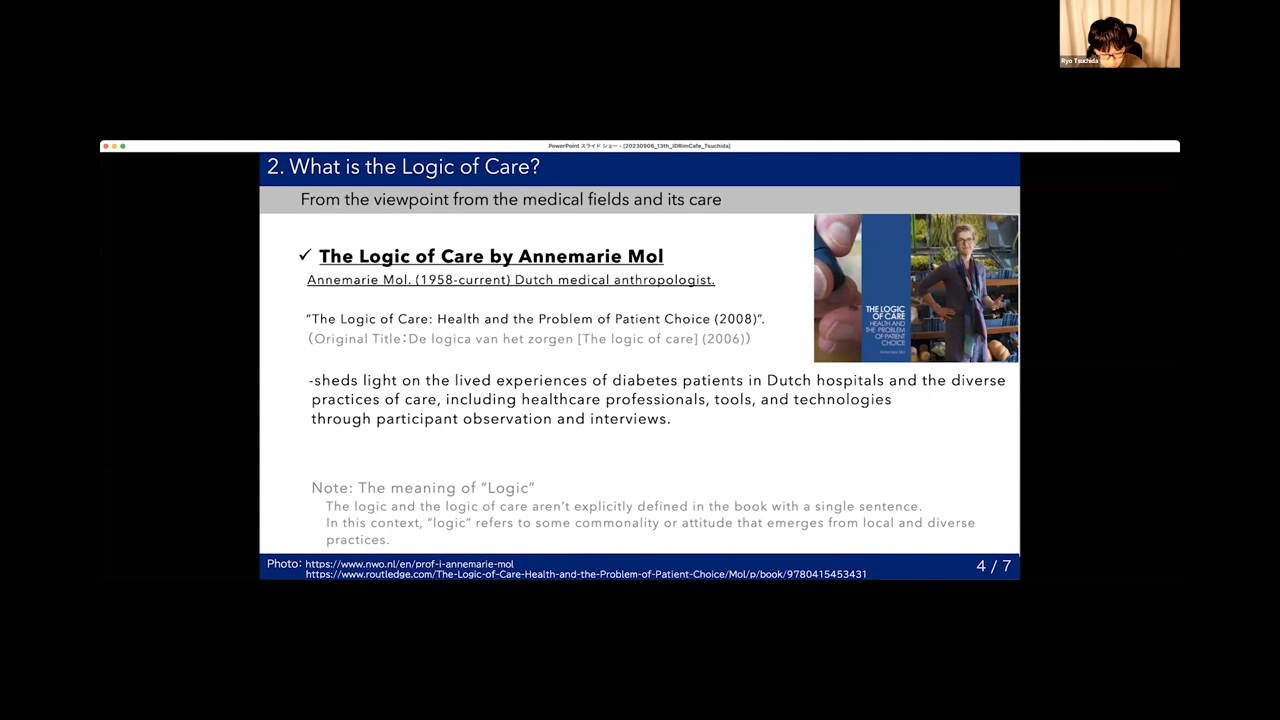 Ryo Tsuchida
PowerPoint スライド ショー - [20230906_13th_IDRimCafe_Tsuchida]
2. What is the Logic of Care?
From the viewpoint from the medical fields and its care
✓ The Logic of Care by Annemarie Mol
Annemarie Mol. (1958-current) Dutch medical anthropologist.
"The Logic of Care: Health and the Problem of Patient Choice (2008)".
（Original Title：De logica van het zorgen [The logic of care] (2006)）
THE LOGIC
OF CARE
HEALTH AND
THE PROBLEM
OF PATIENT
CHOICE
Annemarie Mol
-sheds light on the lived experiences of diabetes patients in Dutch hospitals and the diverse
practices of care, including healthcare professionals, tools, and technologies
through participant observation and interviews.
Note: The meaning of "Logic"
The logic and the logic of care aren't explicitly defined in the book with a single sentence.
In this context, "logic" refers to some commonality or attitude that emerges from local and diverse
practices.
Photo: https://www.nwo.nl/en/prof-i-annemarie-mol
https://www.routledge.com/The-Logic-of-Care-Health-and-the-Problem-of-Patient-Choice/Mol/p/book/9780415453431
4 / 7